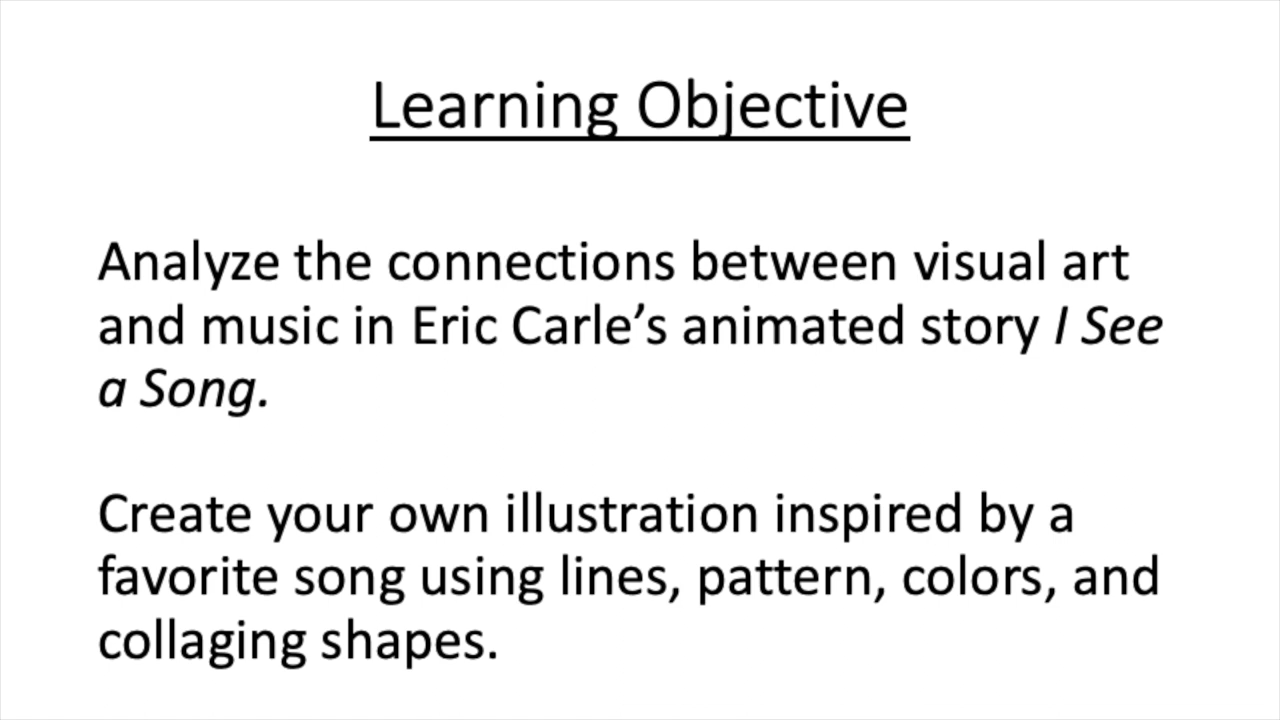 Learning Objective
Analyze the connections between visual art
and music in Eric Carle’s animated story I See
a Song.
Create your own illustration inspired by a
favorite song using lines, pattern, colors, and
collaging shapes.